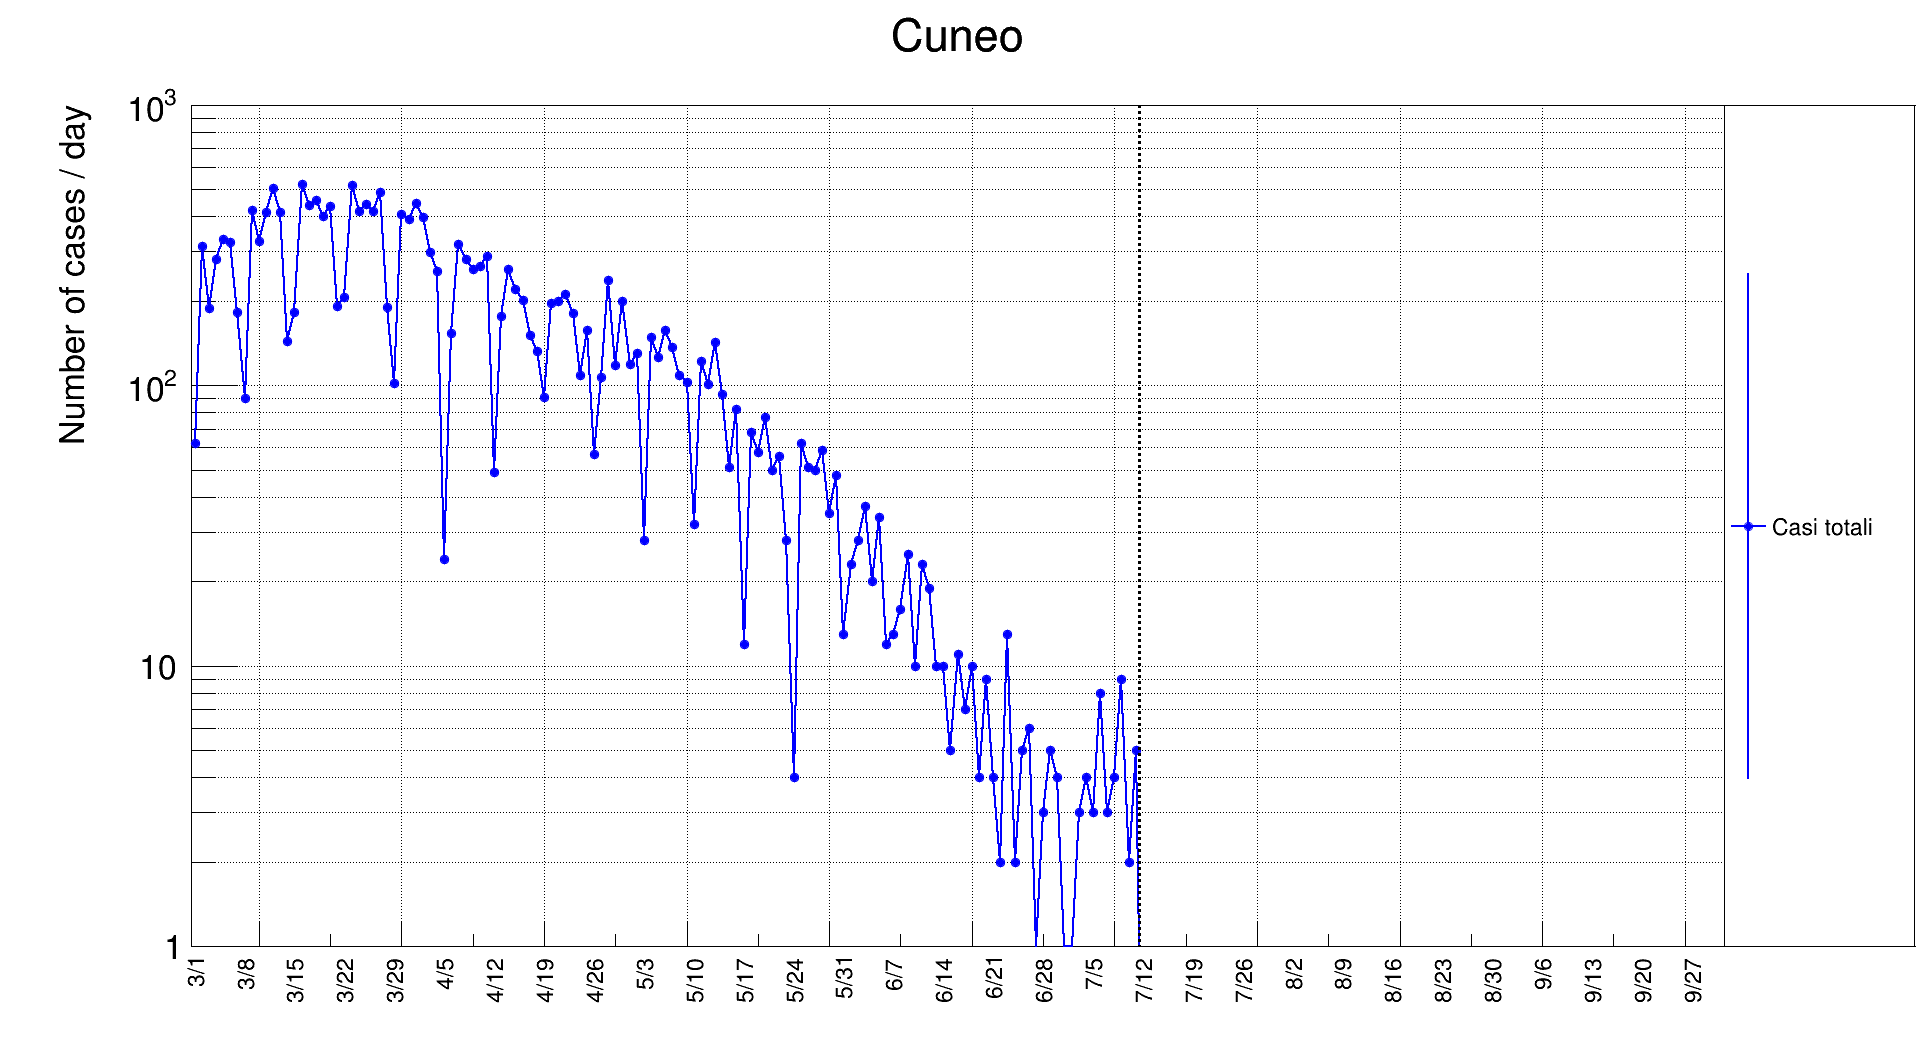 Cuneo
Number of cases / day
10³
10²
10
1
3/1 3/8 3/15 3/22 3/29 4/5 4/12 4/19 4/26 5/3 5/10 5/17 5/24 5/31 6/7 6/14 6/21 6/28 7/5 7/12 7/19 7/26 8/2 8/9 8/16 8/23 8/30 9/6 9/13 9/20 9/27
Casi totali